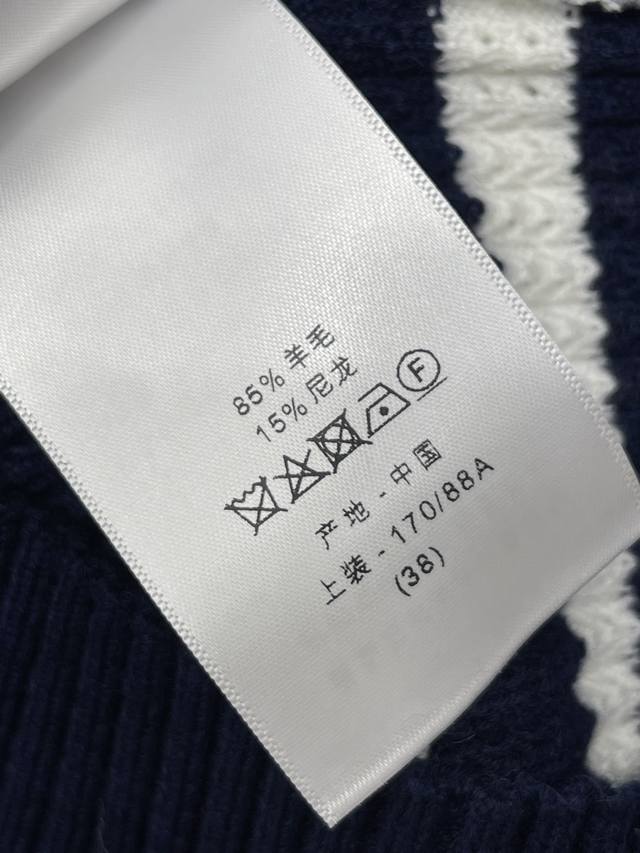 85% 羊毛
15% 尼龙
F
产地 - 中国
上装 - 170/88A
(38)